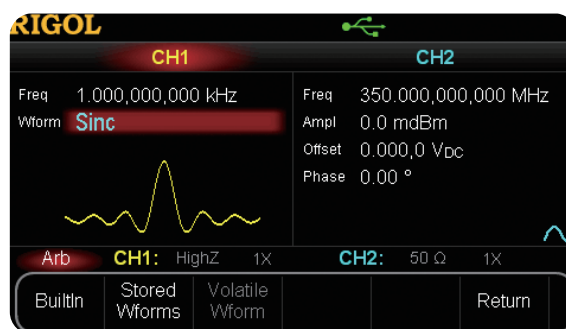 RIGOL
CH1
CH2
Freq 1.000,000,000 kHz
Wform Sinc
Freq 350.000,000,000 MHz
Ampl 0.0 mdBm
Offset 0.000,0 VDC
Phase 0.00 °
Arb CH1: HighZ 1X CH2: 50 Ω 1X
BuiltIn
Stored Wforms
Volatile Wform
Return